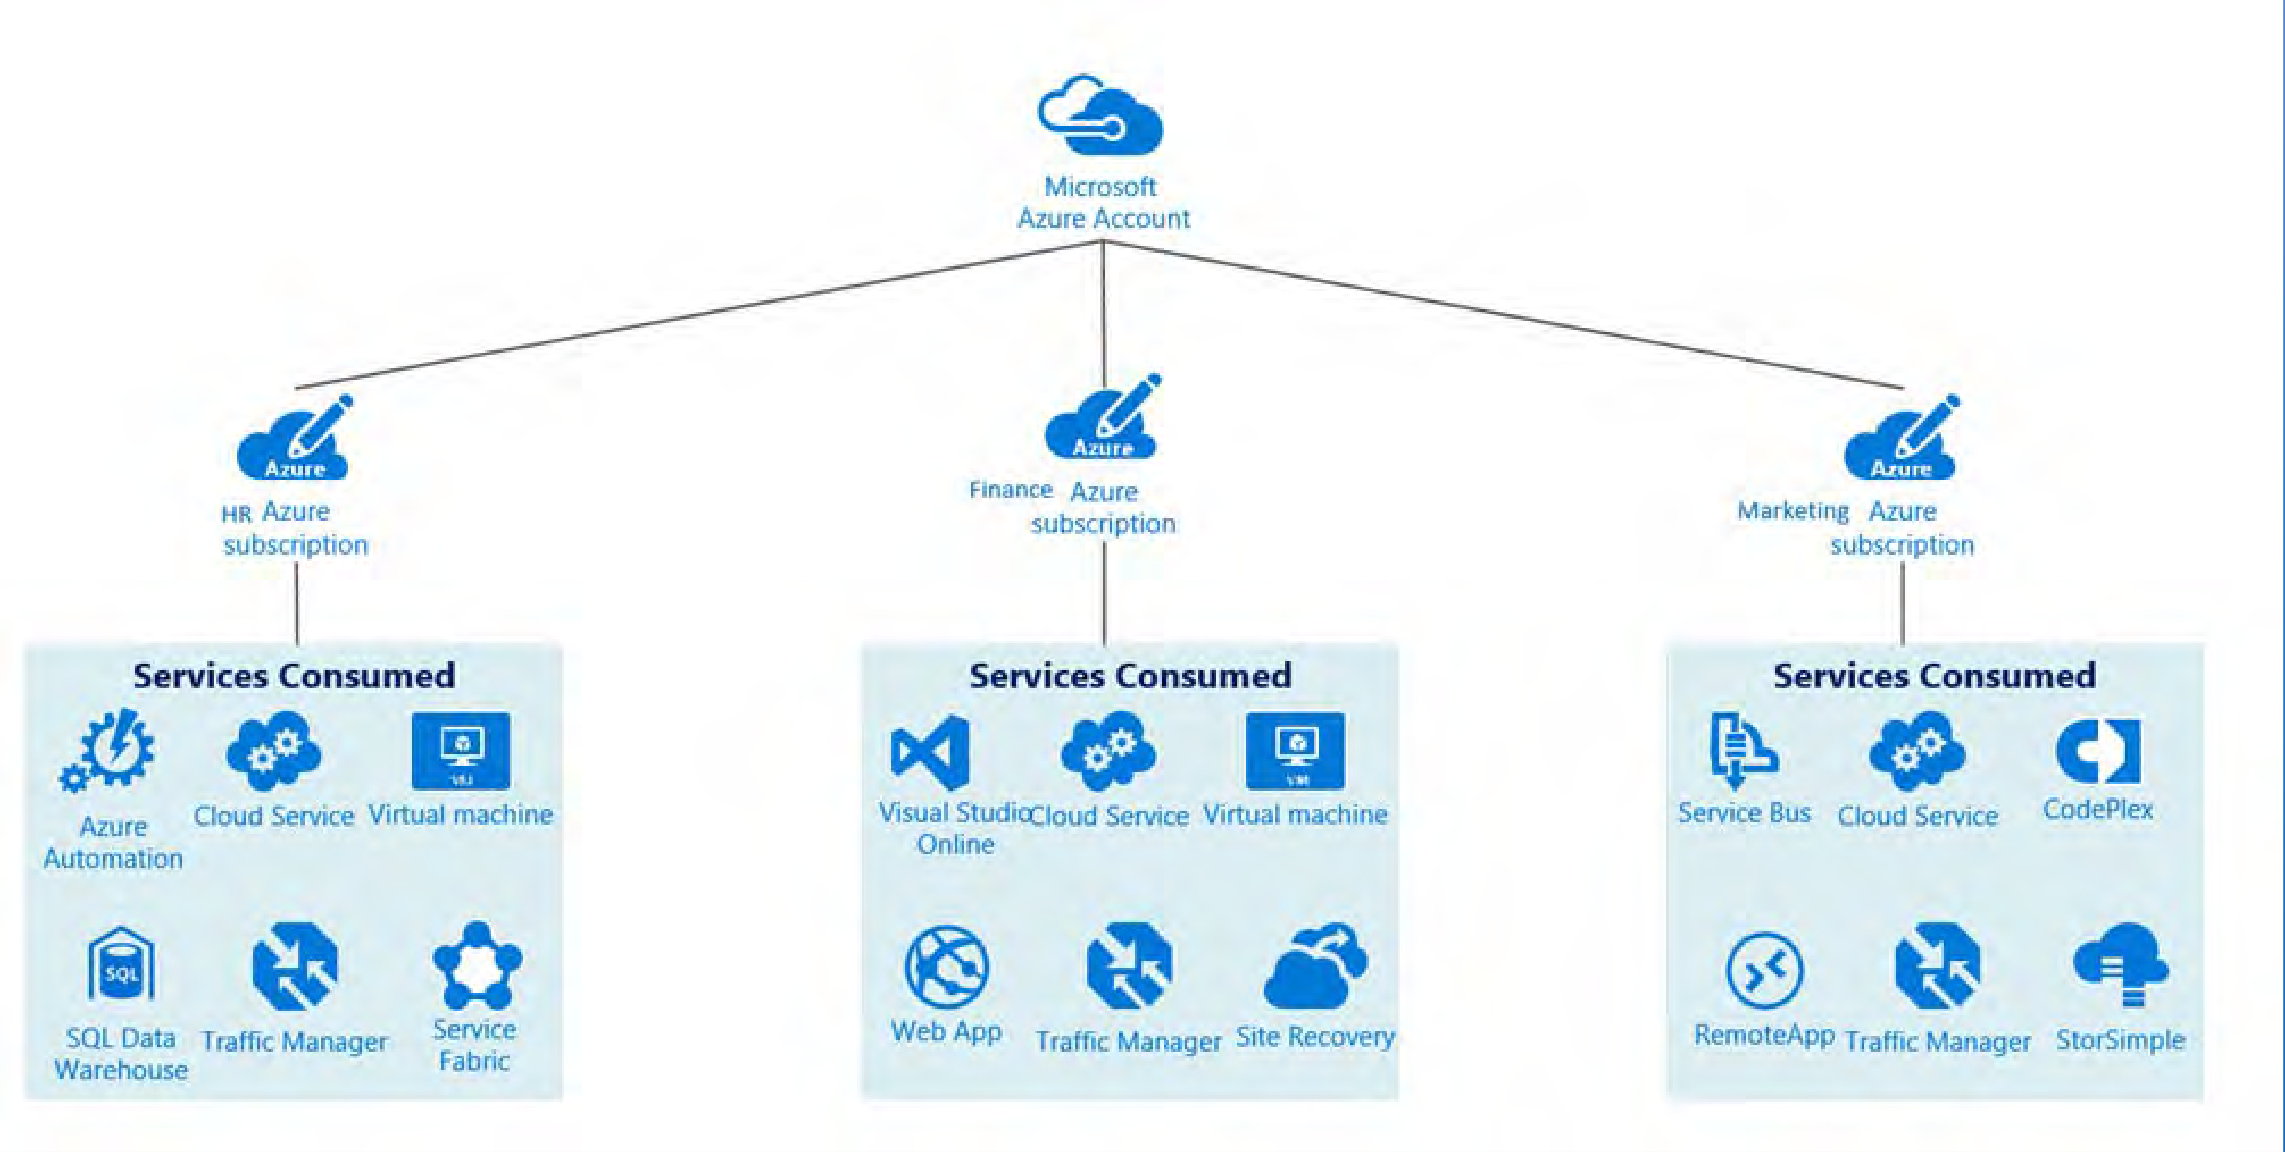 Microsoft
Azure Account
Azure
HR Azure
subscription
Azure
Finance Azure
subscription
Azure
Marketing Azure
subscription
Services Consumed
Azure
Automation
Cloud Service
Virtual machine
SQL
SQL Data
Warehouse
Traffic Manager
Service
Fabric
Services Consumed
Visual Studio
Online
Cloud Service
VM
Virtual machine
Web App
Traffic Manager
Site Recovery
Services Consumed
Service Bus
Cloud Service
CodePlex
RemoteApp
Traffic Manager
StorSimple